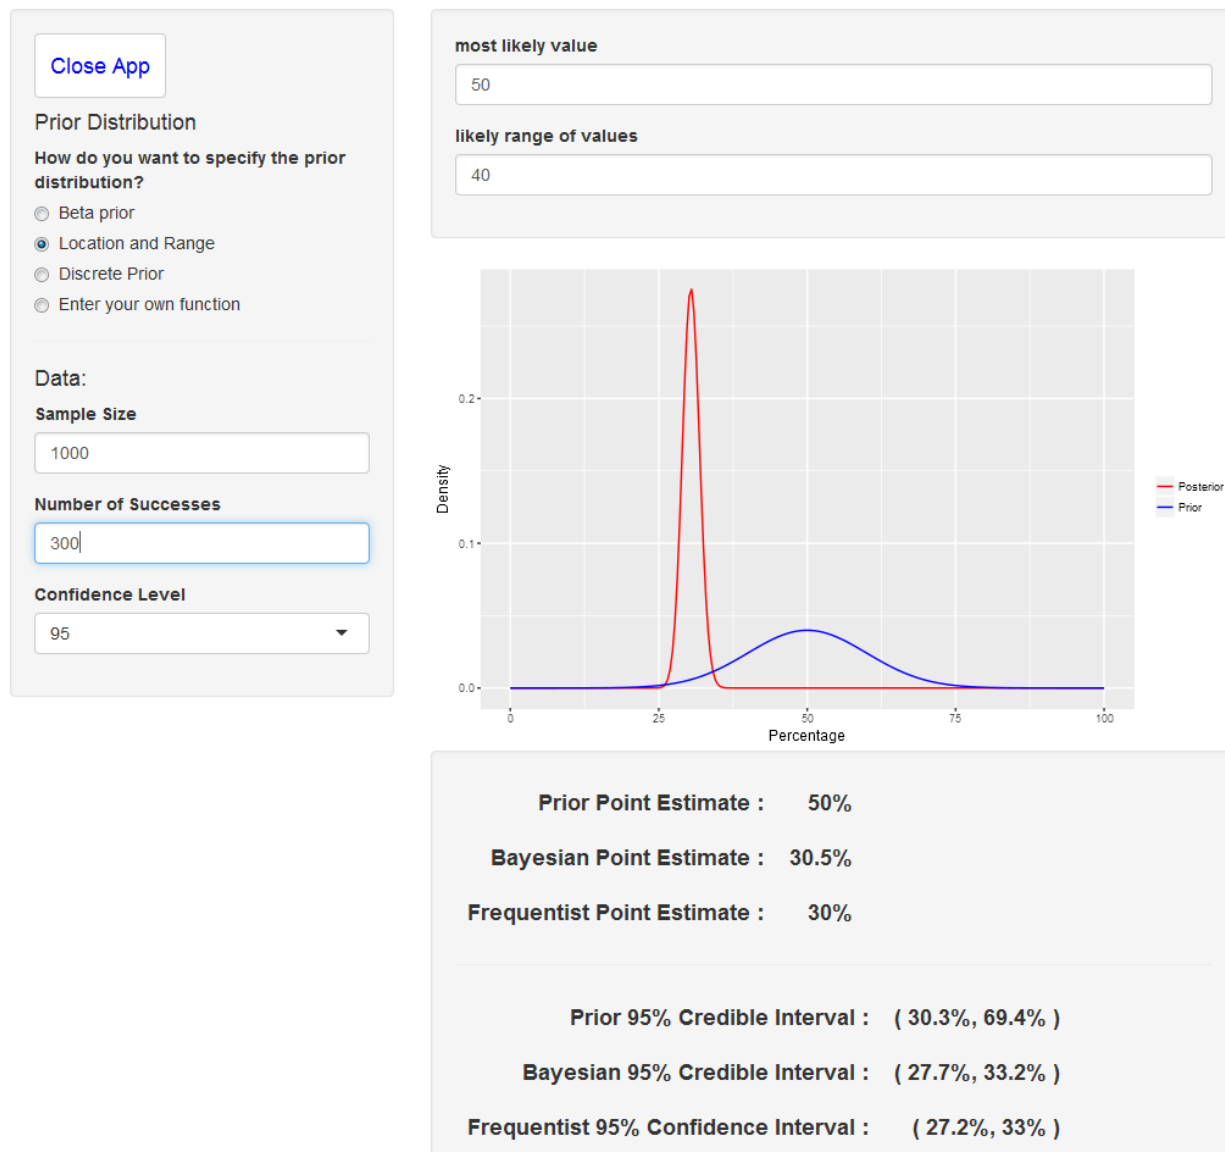 Close App
Prior Distribution
How do you want to specify the prior
distribution?
Beta prior
Location and Range
Discrete Prior
Enter your own function
Data:
Sample Size
1000
Number of Successes
300
Confidence Level
95
most likely value
50
likely range of values
40
0.2
0.1
0.0
Density
0 25 50 75 100
Percentage
Posterior
Prior
Prior Point Estimate : 50%
Bayesian Point Estimate : 30.5%
Frequentist Point Estimate : 30%
Prior 95% Credible Interval : ( 30.3%, 69.4% )
Bayesian 95% Credible Interval : ( 27.7%, 33.2% )
Frequentist 95% Confidence Interval : ( 27.2%, 33% )